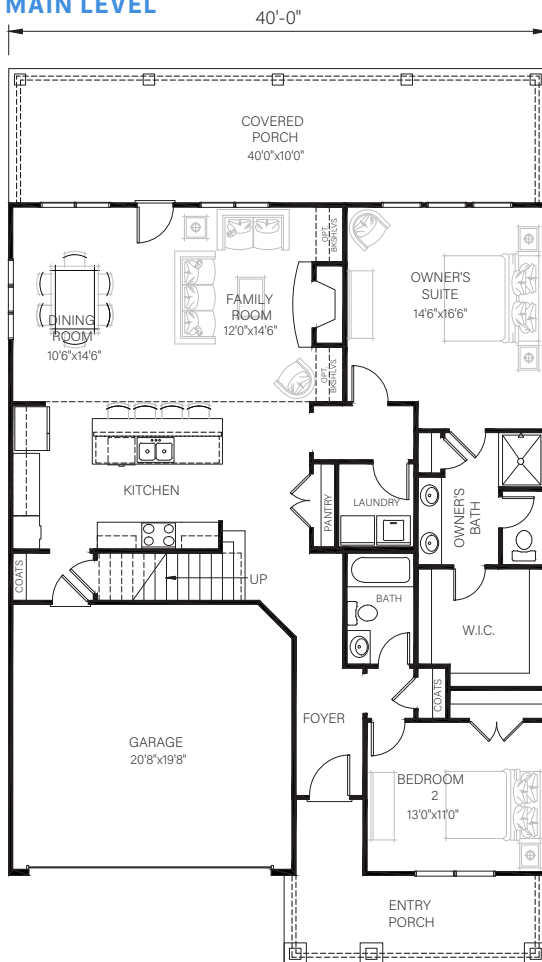 MAIN LEVEL
40'-0"
COVERED
PORCH
40'0"x10'0"
OPT.
BKSHLVS
OWNER'S
SUITE
14'6"x16'6"
FAMILY
ROOM
12'0"x14'6"
DINING
ROOM
10'6"x14'6"
OPT.
BKSHLVS
KITCHEN
PANTRY
LAUNDRY
OWNER'S
BATH
COATS
UP
BATH
W.I.C.
COATS
FOYER
GARAGE
20'8"x19'8"
BEDROOM
2
13'0"x11'0"
ENTRY
PORCH